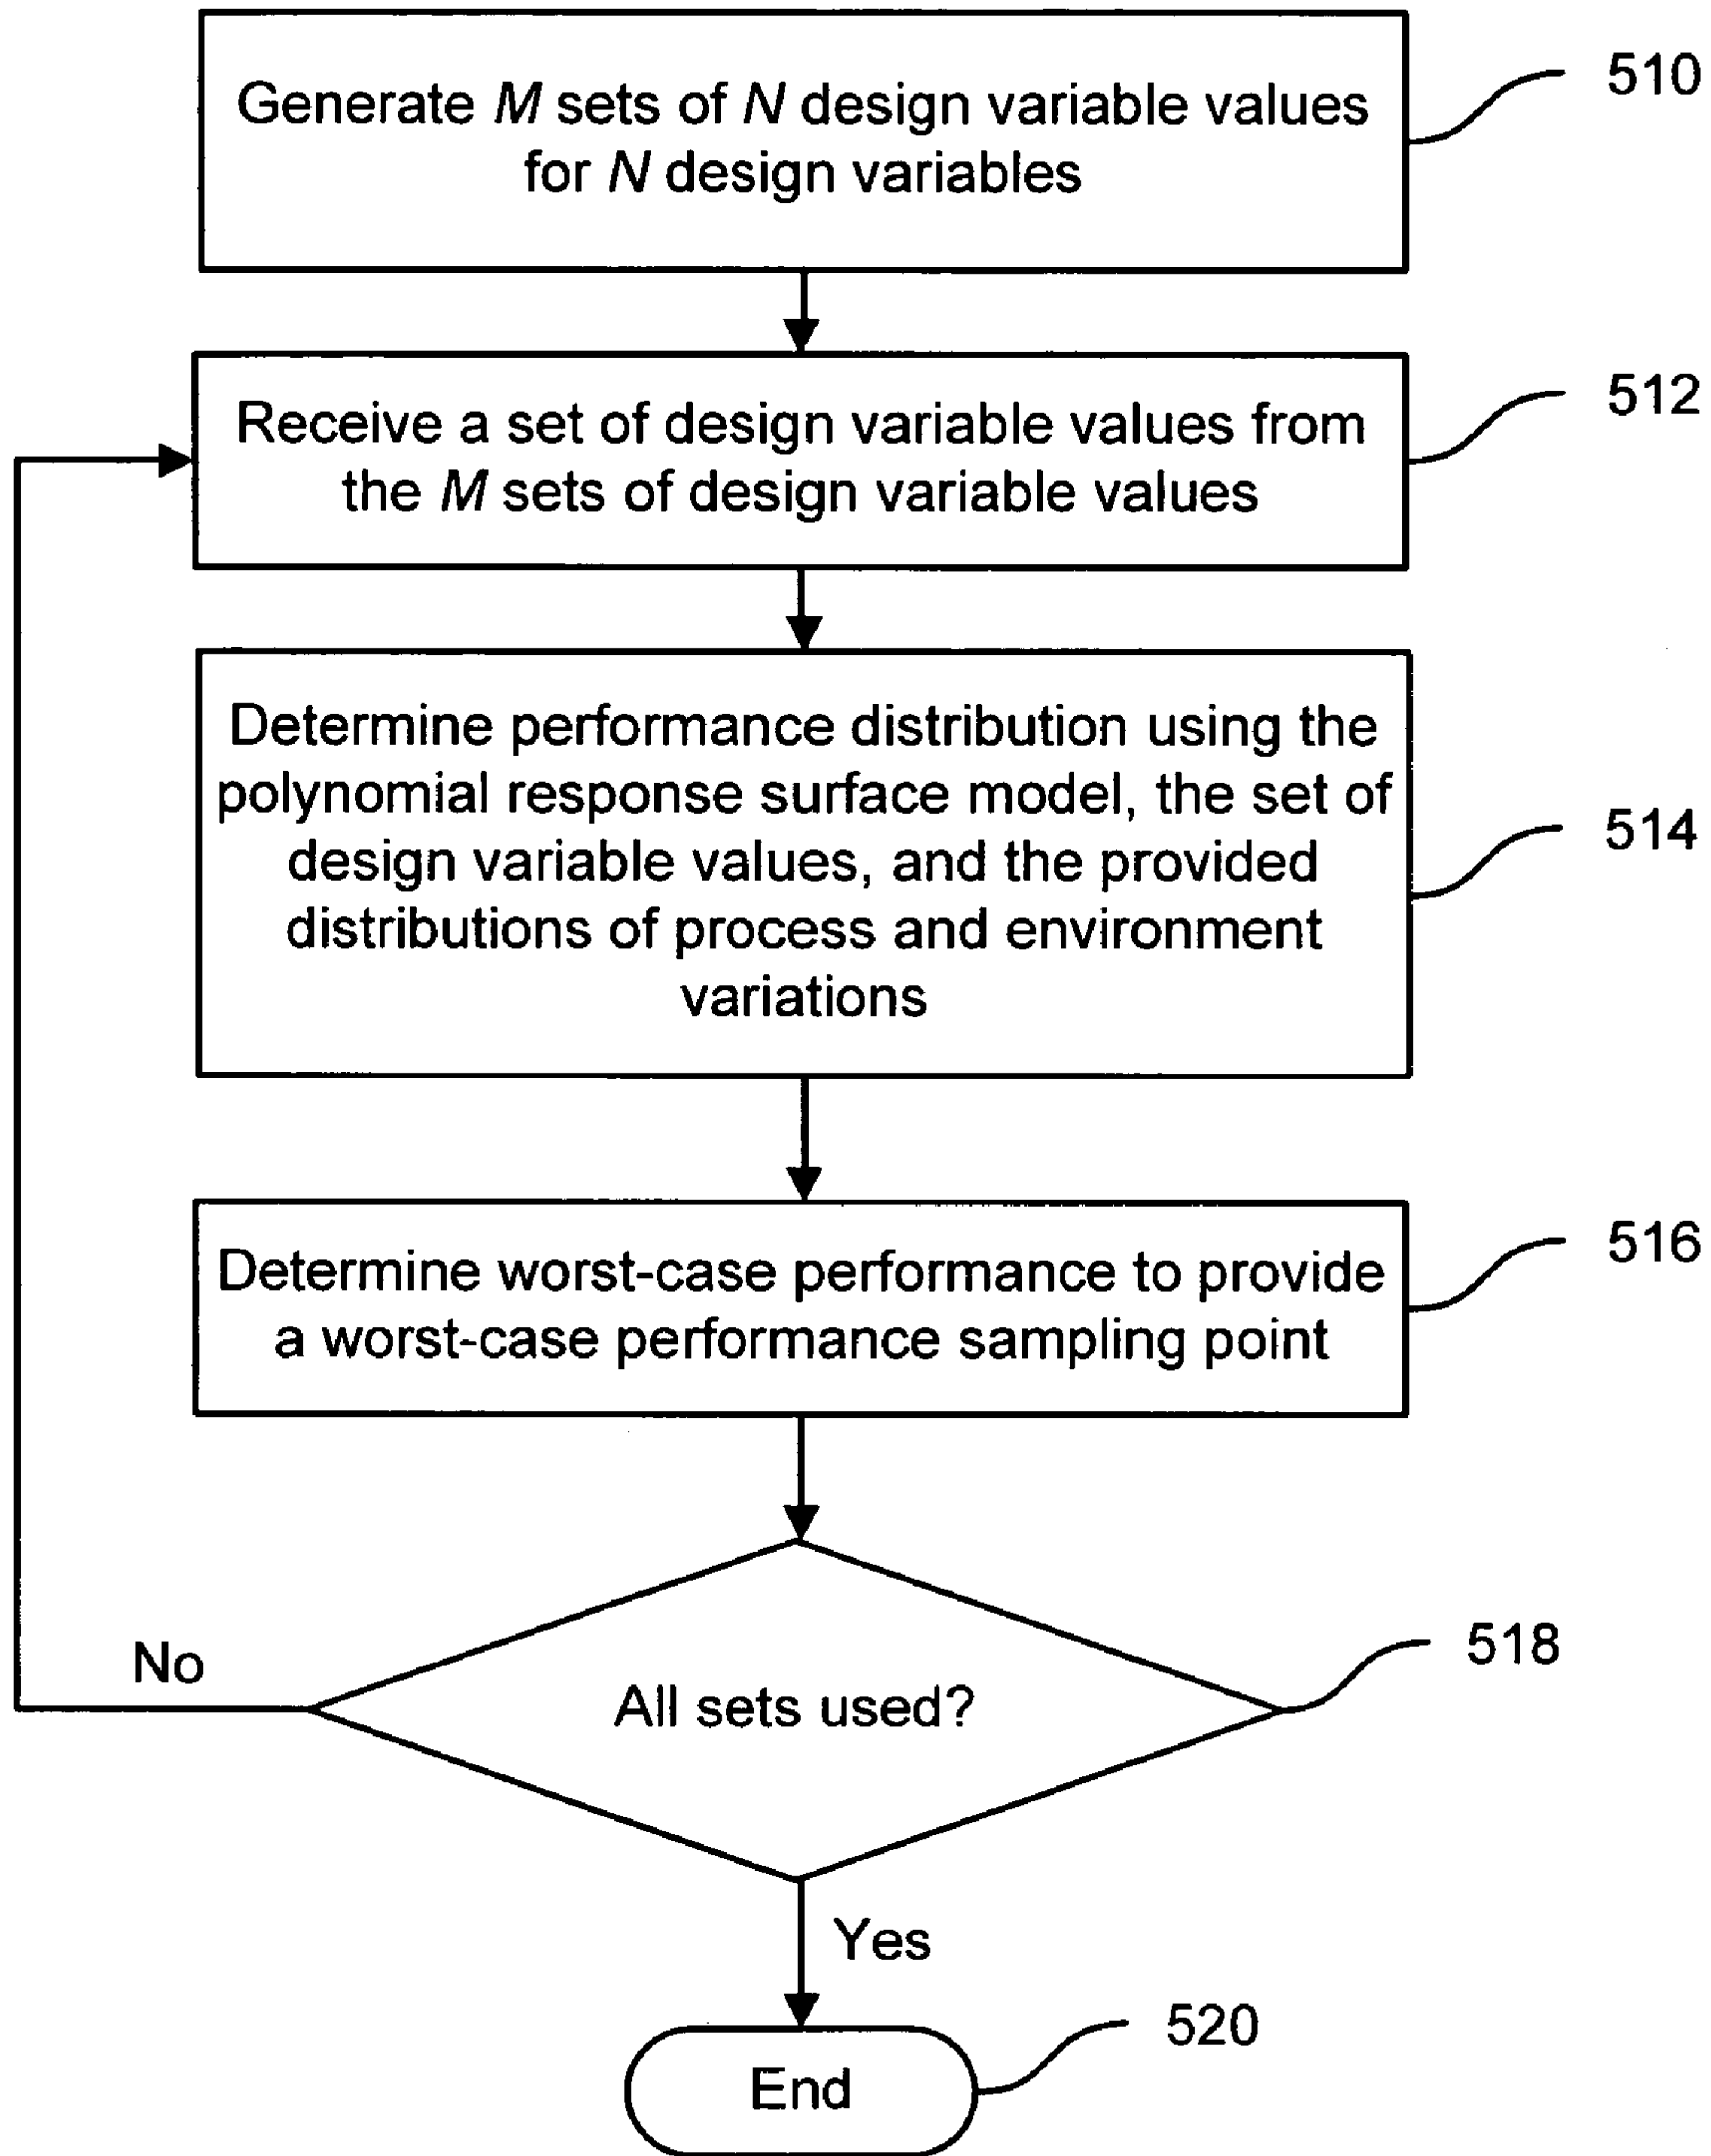 Generate M sets of N design variable values
for N design variables
510
Receive a set of design variable values from
the M sets of design variable values
512
Determine performance distribution using the
polynomial response surface model, the set of
design variable values, and the provided
distributions of process and environment
variations
514
Determine worst-case performance to provide
a worst-case performance sampling point
516
All sets used?
518
No
Yes
End
520